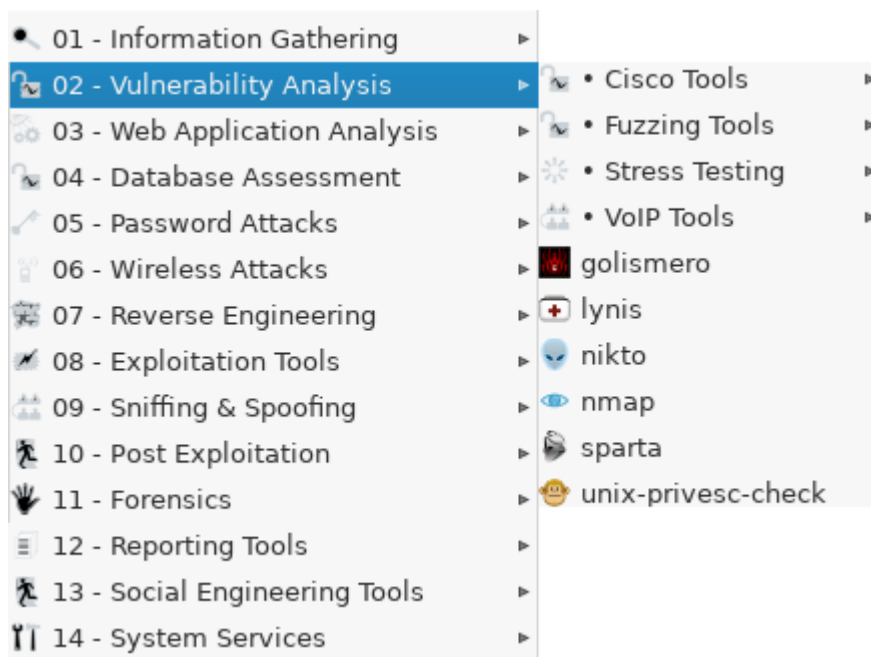 01 - Information Gathering
02 - Vulnerability Analysis
03 - Web Application Analysis
04 - Database Assessment
05 - Password Attacks
06 - Wireless Attacks
07 - Reverse Engineering
08 - Exploitation Tools
09 - Sniffing & Spoofing
10 - Post Exploitation
11 - Forensics
12 - Reporting Tools
13 - Social Engineering Tools
14 - System Services
• Cisco Tools
• Fuzzing Tools
• Stress Testing
• VoIP Tools
golismero
lynis
nikto
nmap
sparta
unix-privesc-check